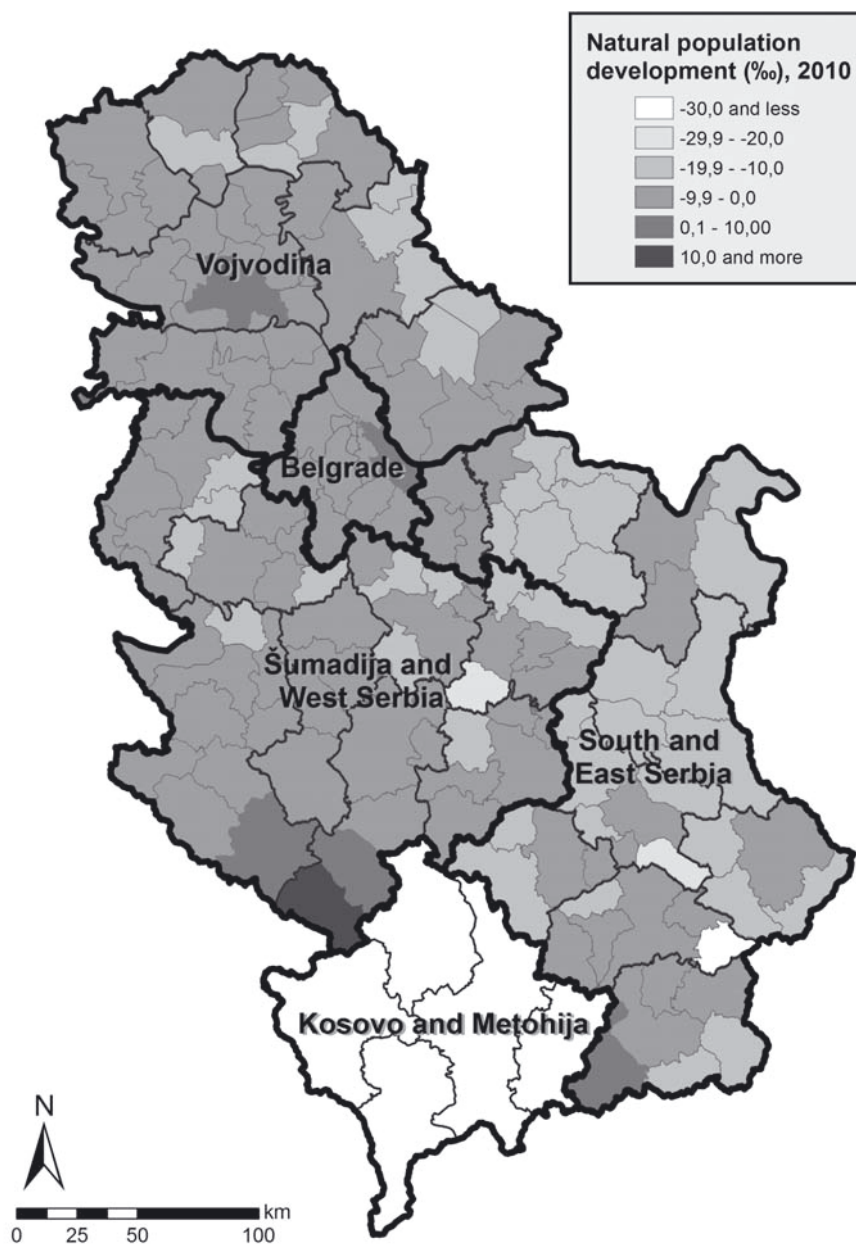 Natural population
development (‰), 2010
-30,0 and less
-29,9 - -20,0
-19,9 - -10,0
-9,9 - 0,0
0,1 - 10,00
10,0 and more
Vojvodina
Belgrade
Šumadija and
West Serbia
South and
East Serbia
Kosovo and Metohija
N
km
0 25 50 100